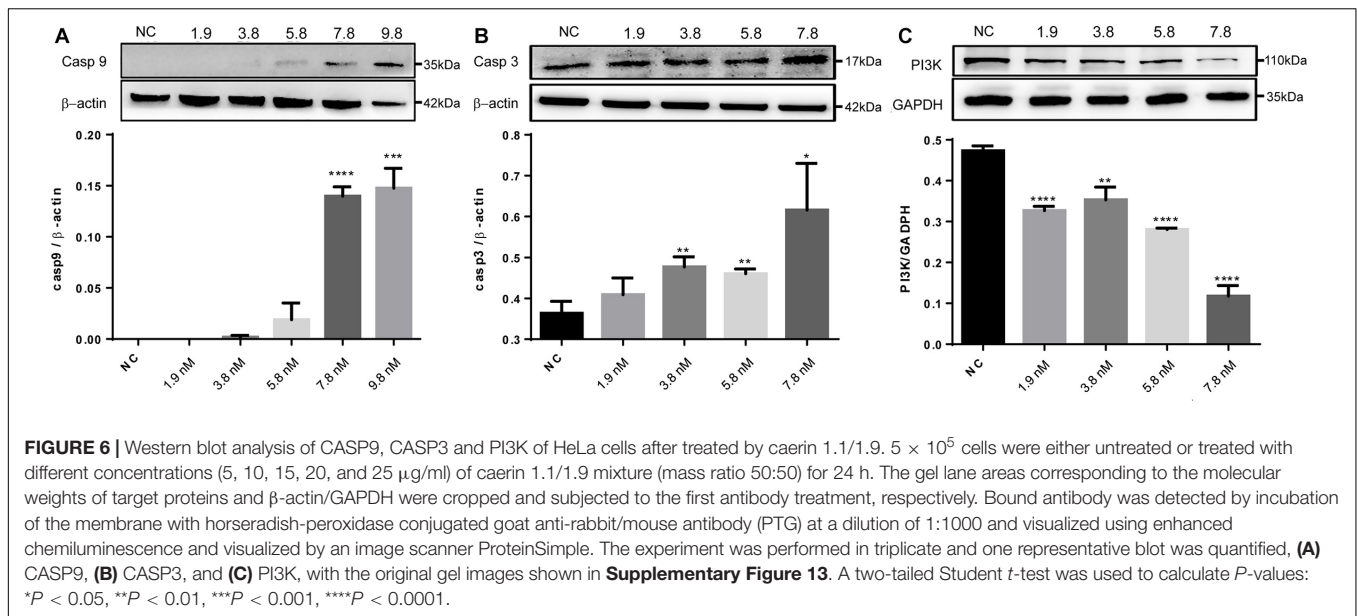 A
NC 1.9 3.8 5.8 7.8 9.8
Casp 9
35kDa
β–actin
42kDa
0.20
0.15
0.10
0.05
0.00
casp9 / β -actin
****
***
NC
1.9 nM
3.8 nM
5.8 nM
7.8 nM
9.8 nM
B
NC 1.9 3.8 5.8 7.8
Casp 3
17kDa
β–actin
42kDa
0.8
0.7
0.6
0.5
0.4
0.3
casp3 /β -actin
**
**
*
NC
1.9 nM
3.8 nM
5.8 nM
7.8 nM
C
NC 1.9 3.8 5.8 7.8
PI3K
110kDa
GAPDH
35kDa
0.5
0.4
0.3
0.2
0.1
0.0
PI3K/GA DPH
****
**
****
****
NC
1.9 nM
3.8 nM
5.8 nM
7.8 nM
FIGURE 6 | Western blot analysis of CASP9, CASP3 and PI3K of HeLa cells after treated by caerin 1.1/1.9. 5 × 10⁵ cells were either untreated or treated with
different concentrations (5, 10, 15, 20, and 25 μg/ml) of caerin 1.1/1.9 mixture (mass ratio 50:50) for 24 h. The gel lane areas corresponding to the molecular
weights of target proteins and β-actin/GAPDH were cropped and subjected to the first antibody treatment, respectively. Bound antibody was detected by incubation
of the membrane with horseradish-peroxidase conjugated goat anti-rabbit/mouse antibody (PTG) at a dilution of 1:1000 and visualized using enhanced
chemiluminescence and visualized by an image scanner ProteinSimple. The experiment was performed in triplicate and one representative blot was quantified, (A)
CASP9, (B) CASP3, and (C) PI3K, with the original gel images shown in Supplementary Figure 13. A two-tailed Student t-test was used to calculate P-values:
*P < 0.05, **P < 0.01, ***P < 0.001, ****P < 0.0001.